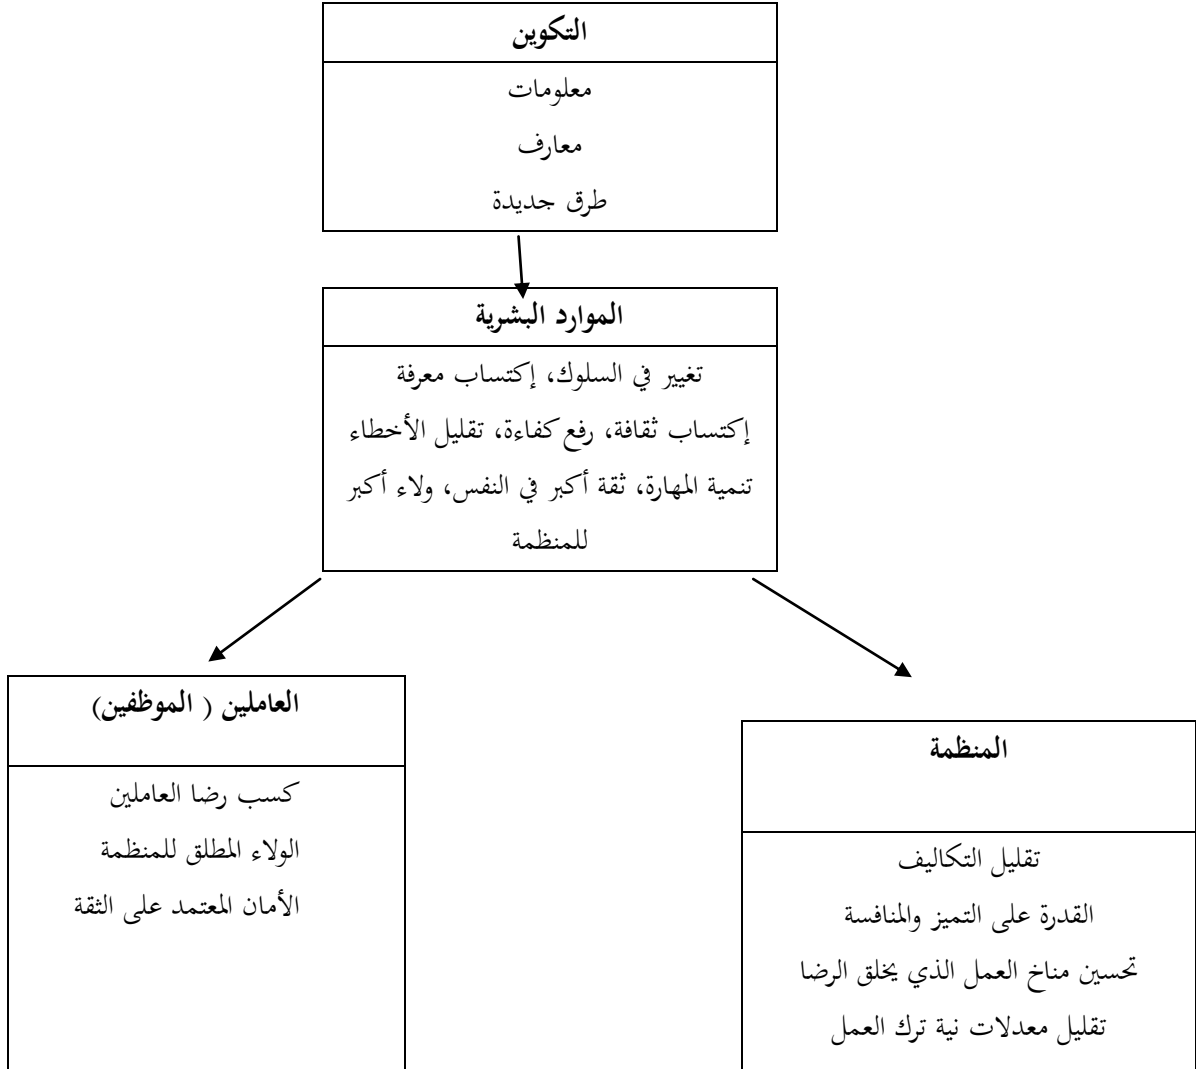 التكوين
معلومات
معارف
طرق جديدة
الموارد البشرية
تغيير في السلوك، إكتساب معرفة
إكتساب ثقافة، رفع كفاءة، تقليل الأخطاء
تنمية المهارة، ثقة أكبر في النفس، ولاء أكبر
للمنظمة
المنظمة
تقليل التكاليف
القدرة على التميز والمنافسة
تحسين مناخ العمل الذي يخلق الرضا
تقليل معدلات نية ترك العمل
العاملين ( الموظفين)
كسب رضا العاملين
الولاء المطلق للمنظمة
الأمان المعتمد على الثقة